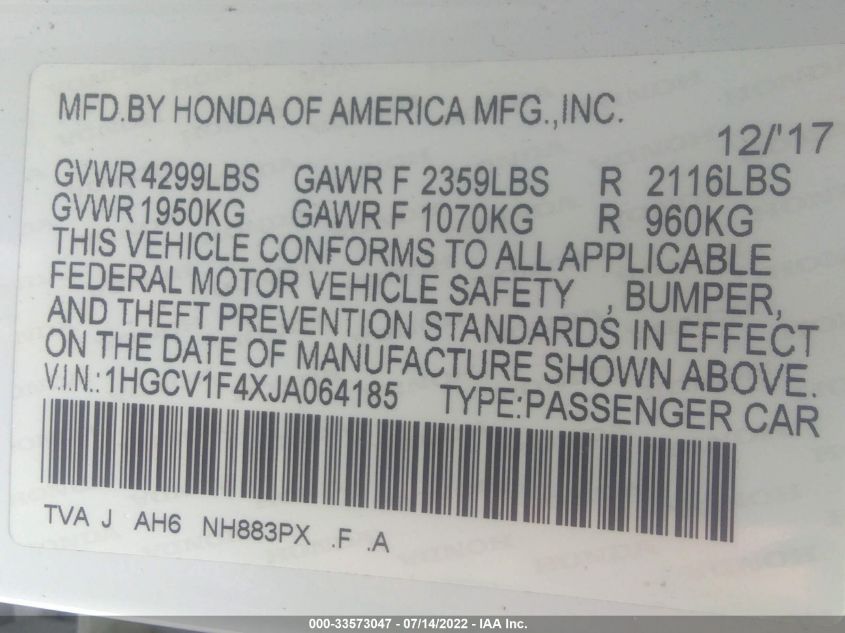 MFD.BY HONDA OF AMERICA MFG.,INC.
12/'17
GVWR 4299LBS GAWR F 2359LBS R 2116LBS
GVWR 1950KG GAWR F 1070KG R 960KG
THIS VEHICLE CONFORMS TO ALL APPLICABLE
FEDERAL MOTOR VEHICLE SAFETY , BUMPER,
AND THEFT PREVENTION STANDARDS IN EFFECT
ON THE DATE OF MANUFACTURE SHOWN ABOVE.
V.I.N.:1HGCV1F4XJA064185 TYPE:PASSENGER CAR
TVA J AH6 NH883PX .F .A
000-33573047 - 07/14/2022 - IAA Inc.